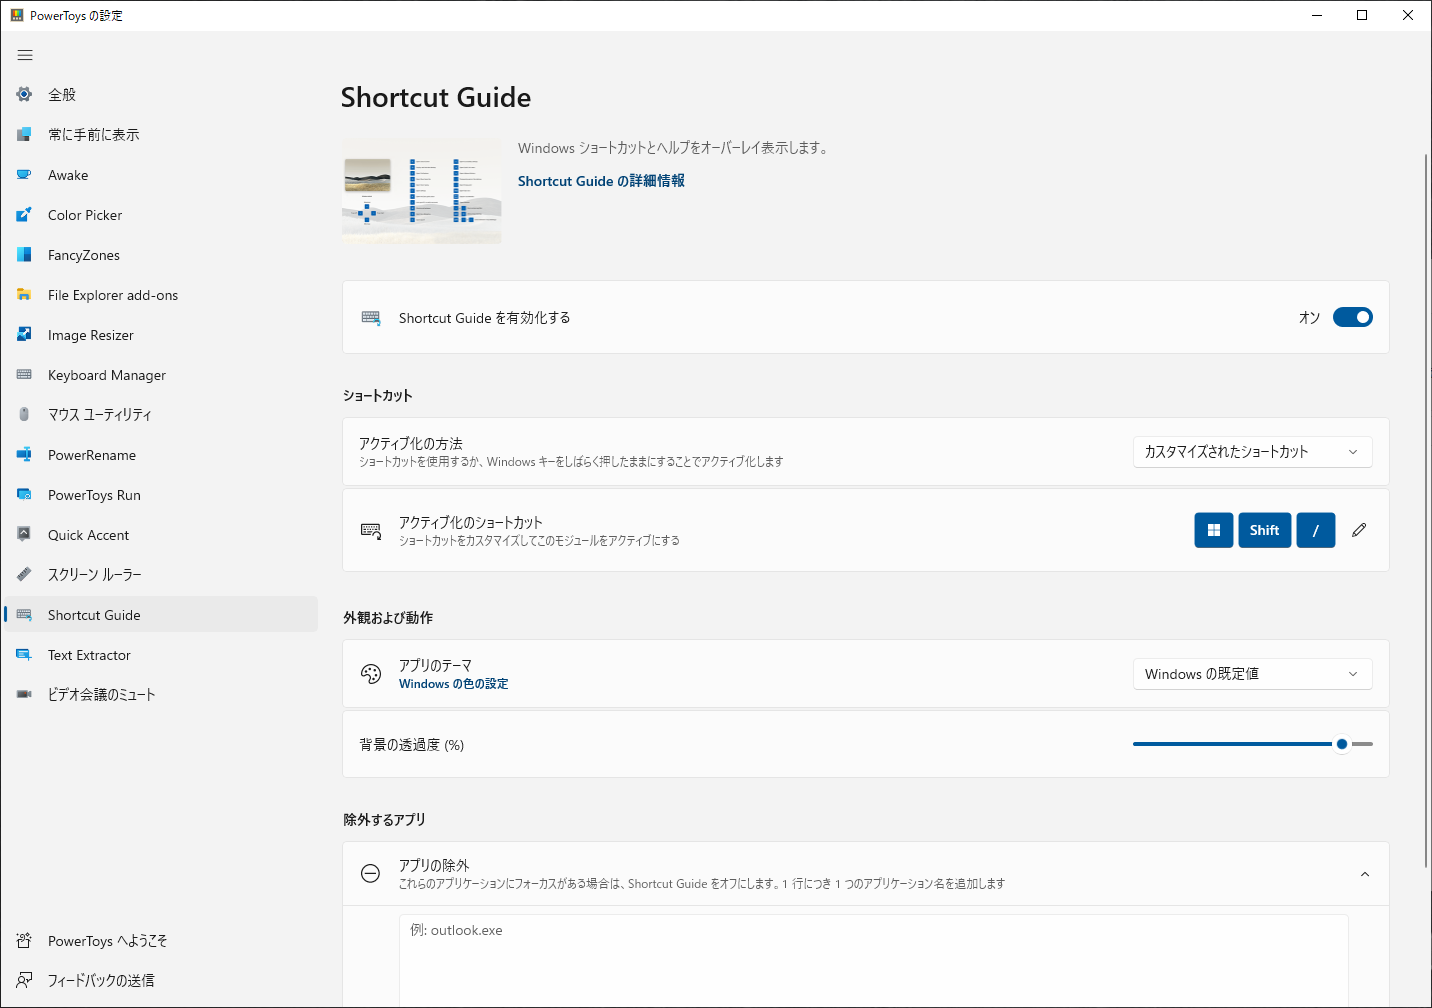 PowerToys の設定
全般
常に手前に表示
Awake
Color Picker
FancyZones
File Explorer add-ons
Image Resizer
Keyboard Manager
マウス ユーティリティ
PowerRename
PowerToys Run
Quick Accent
スクリーン ルーラー
Shortcut Guide
Text Extractor
ビデオ会議のミュート
PowerToys へようこそ
フィードバックの送信
Shortcut Guide
Windows ショートカットとヘルプをオーバーレイ表示します。
Shortcut Guide の詳細情報
Shortcut Guide を有効化する
オン
ショートカット
アクティブ化の方法
ショートカットを使用するか、Windows キーをしばらく押したままにすることでアクティブ化します
カスタマイズされたショートカット
アクティブ化のショートカット
ショートカットをカスタマイズしてこのモジュールをアクティブにする
Shift /
外観および動作
アプリのテーマ
Windows の色の設定
Windows の既定値
背景の透過度 (%)
除外するアプリ
アプリの除外
これらのアプリケーションにフォーカスがある場合は、Shortcut Guide をオフにします。1 行につき 1 つのアプリケーション名を追加します
例: outlook.exe